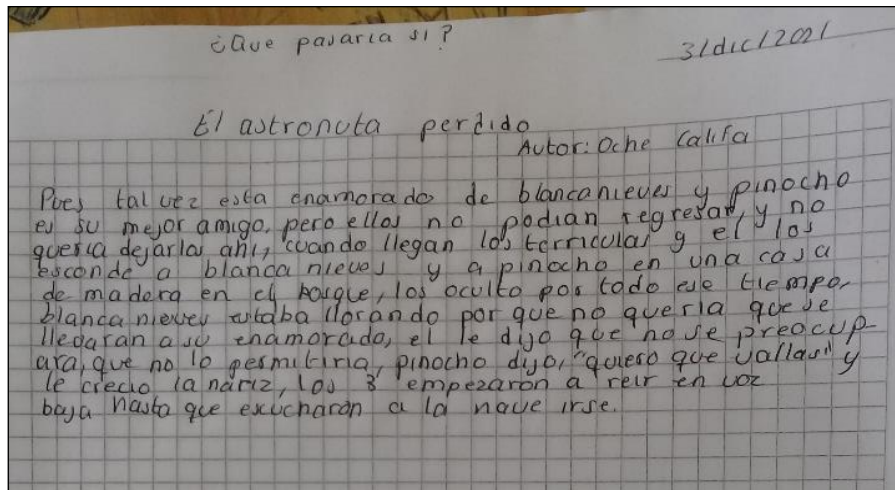 ¿Que pasaria si?
31dic12021
El astronuta perdido
Autor: Oche Califa
Pues tal vez esta enamorado de blancanieves y pinocho
es su mejor amigo, pero ellos no podian regresar, y no
queria dejarlos ahi, cuando llegan los terriculas y el los
esconde a blanca nieves y a pinocho en una casa
de madera en el bosque, los oculto por todo ese tiempo,
blanca nieves estaba llorando por que no queria que se
llegaran a su enamorado, el le dijo que no se preocup-
ara, que no lo permitiria, pinocho dijo, "quiero que vallas" y
le crecio la nariz, los 3 empezaron a reir en voz
baja hasta que escucharon a la nave irse.